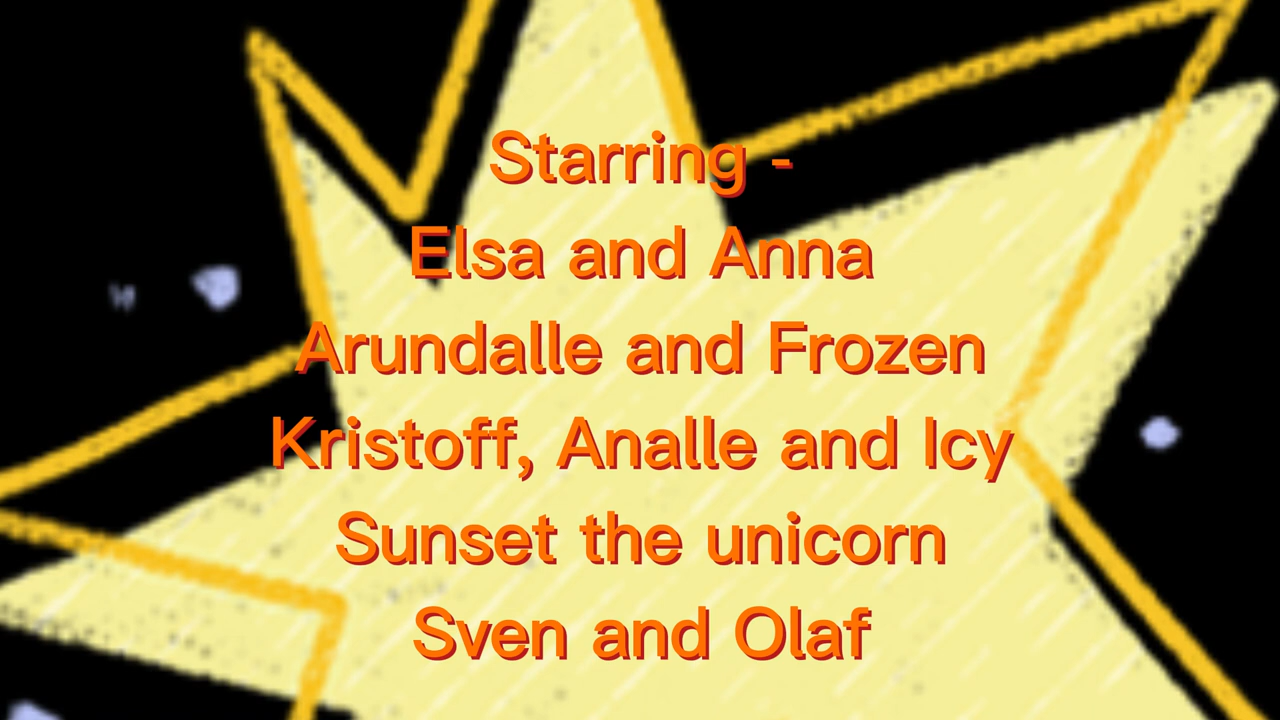 Starring -
Elsa and Anna
Arundalle and Frozen
Kristoff, Analle and Icy
Sunset the unicorn
Sven and Olaf